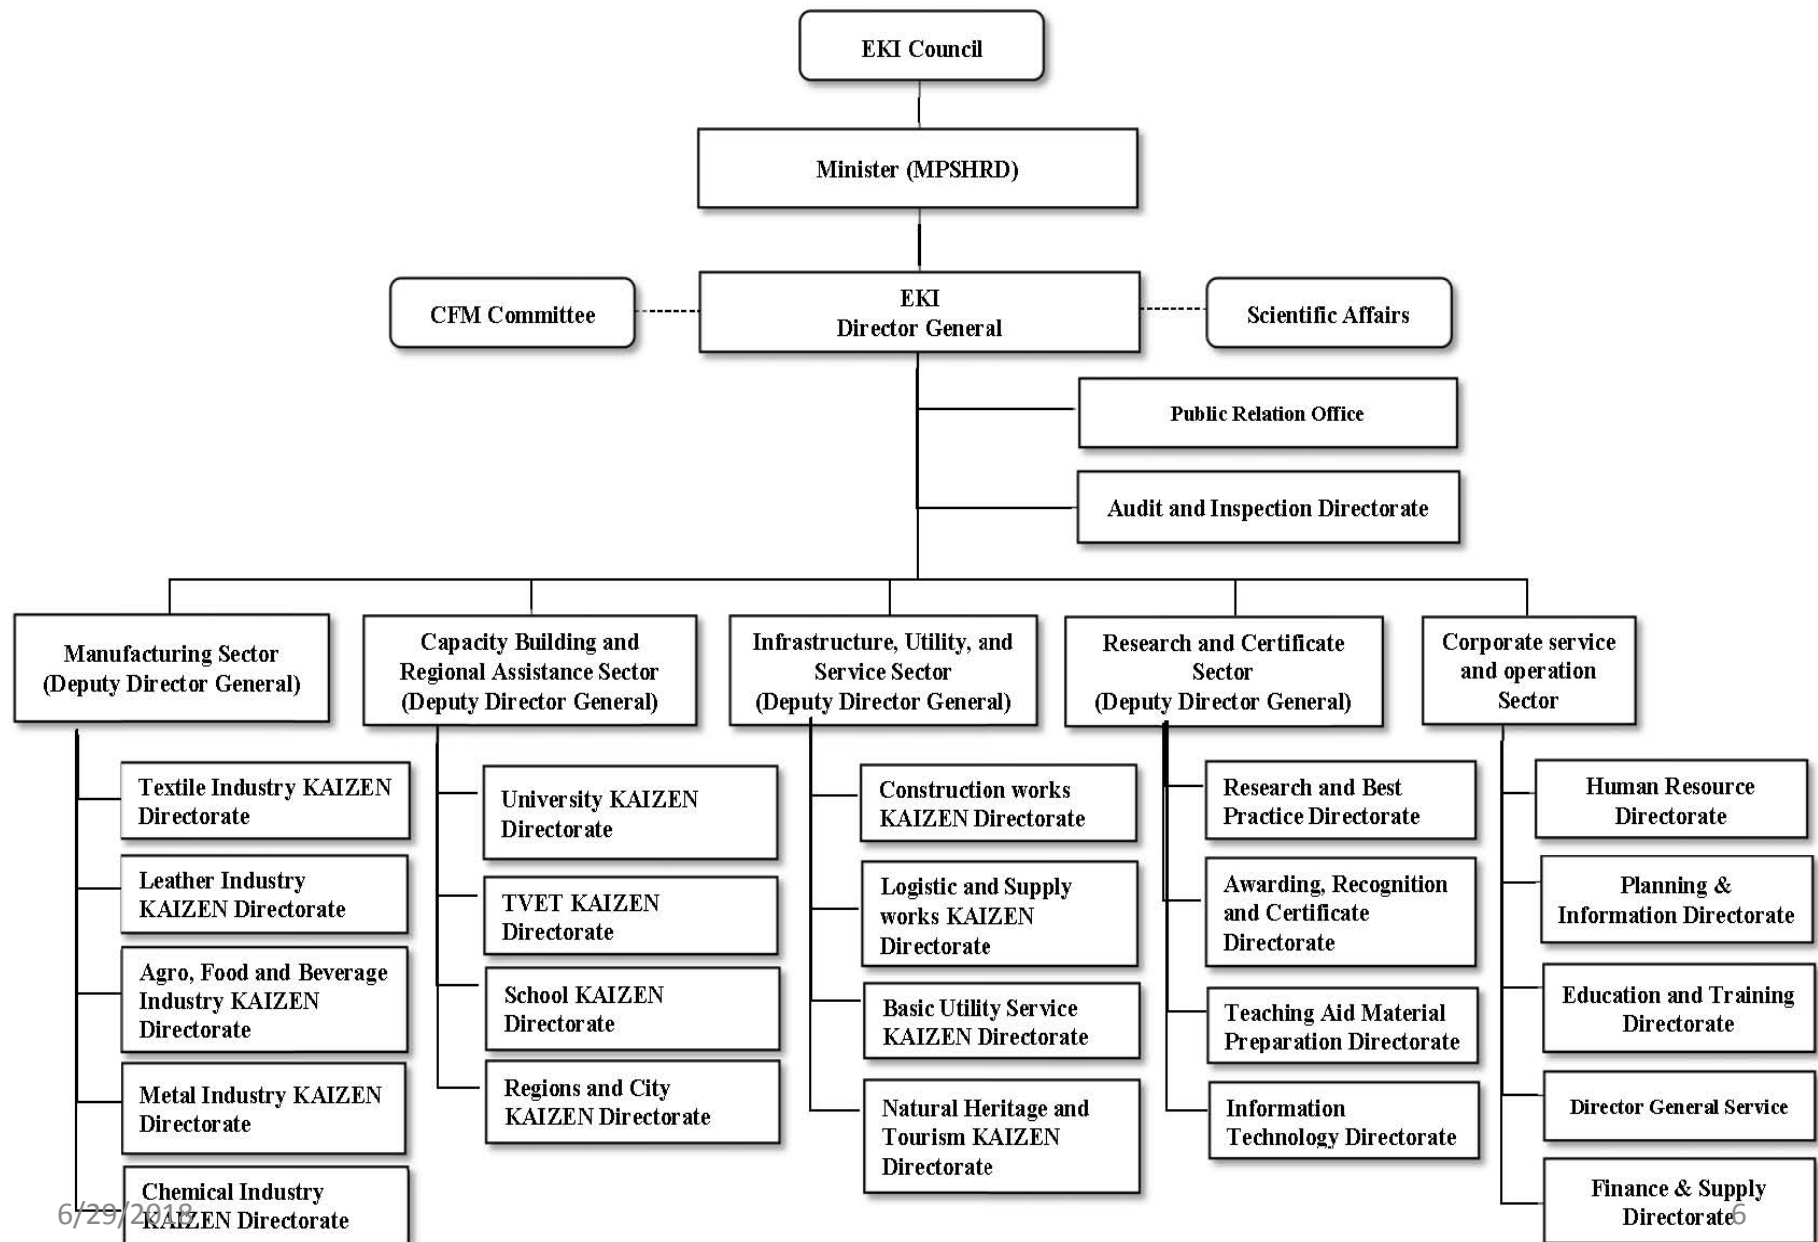 EKI Council
Minister (MPSHRD)
CFM Committee
EKI
Director General
Scientific Affairs
Public Relation Office
Audit and Inspection Directorate
Manufacturing Sector
(Deputy Director General)
Capacity Building and
Regional Assistance Sector
(Deputy Director General)
Infrastructure, Utility, and
Service Sector
(Deputy Director General)
Research and Certificate
Sector
(Deputy Director General)
Corporate service
and operation
Sector
Textile Industry KAIZEN
Directorate
Leather Industry
KAIZEN Directorate
Agro, Food and Beverage
Industry KAIZEN
Directorate
Metal Industry KAIZEN
Directorate
Chemical Industry
KAIZEN Directorate
University KAIZEN
Directorate
TVET KAIZEN
Directorate
School KAIZEN
Directorate
Regions and City
KAIZEN Directorate
Construction works
KAIZEN Directorate
Logistic and Supply
works KAIZEN
Directorate
Basic Utility Service
KAIZEN Directorate
Natural Heritage and
Tourism KAIZEN
Directorate
Research and Best
Practice Directorate
Awarding, Recognition
and Certificate
Directorate
Teaching Aid Material
Preparation Directorate
Information
Technology Directorate
Human Resource
Directorate
Planning &
Information Directorate
Education and Training
Directorate
Director General Service
Finance & Supply
Directorate
6/29/2018
6